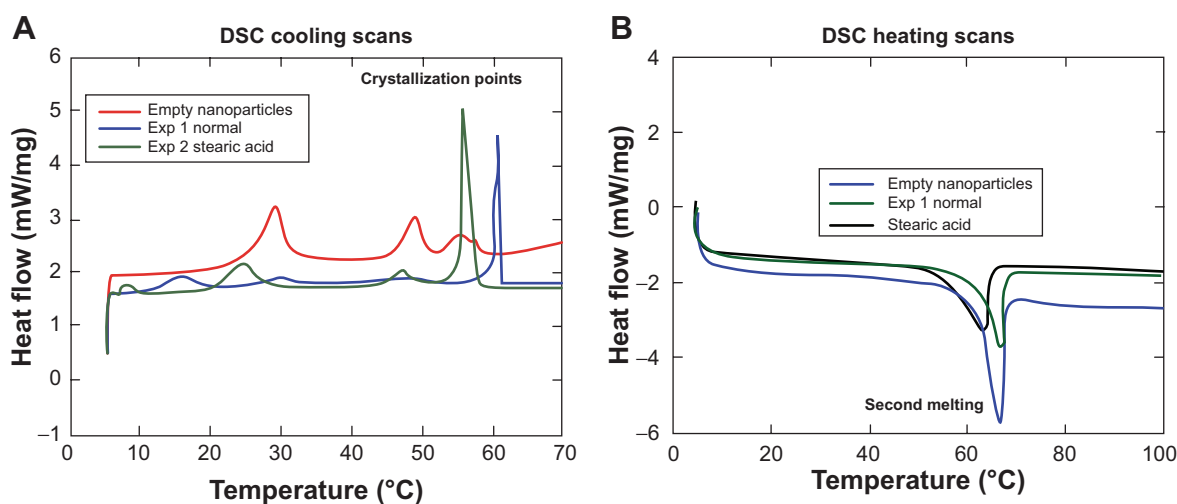 A
DSC cooling scans
6
5
4
3
2
1
0
−1
Heat flow (mW/mg)
Crystallization points
Empty nanoparticles
Exp 1 normal
Exp 2 stearic acid
0 10 20 30 40 50 60 70
Temperature (°C)
B
DSC heating scans
4
2
0
−2
−4
−6
Heat flow (mW/mg)
Empty nanoparticles
Exp 1 normal
Stearic acid
Second melting
0 20 40 60 80 100
Temperature (°C)